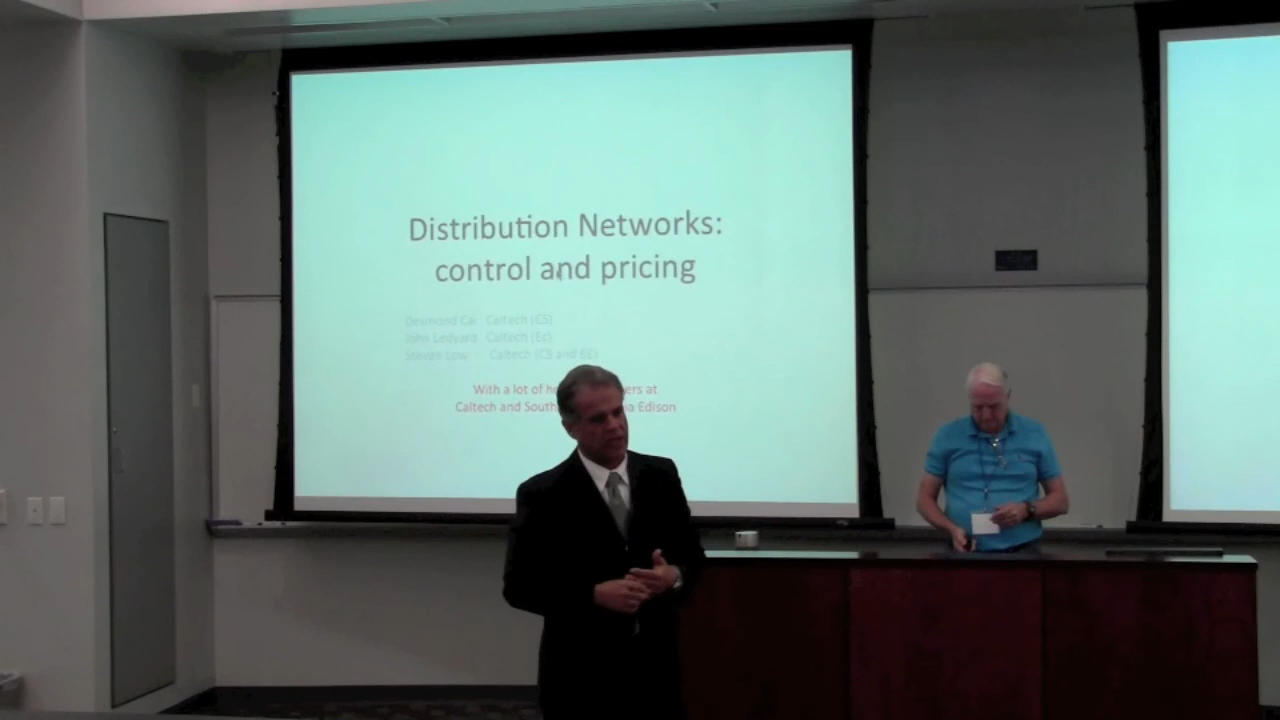 Distribution Networks:
control and pricing
Desmond Cai Caltech (CS)
John Ledyard Caltech (Ec)
Steven Low Caltech (CS and EE)
With a lot of
at
Caltech and Edison